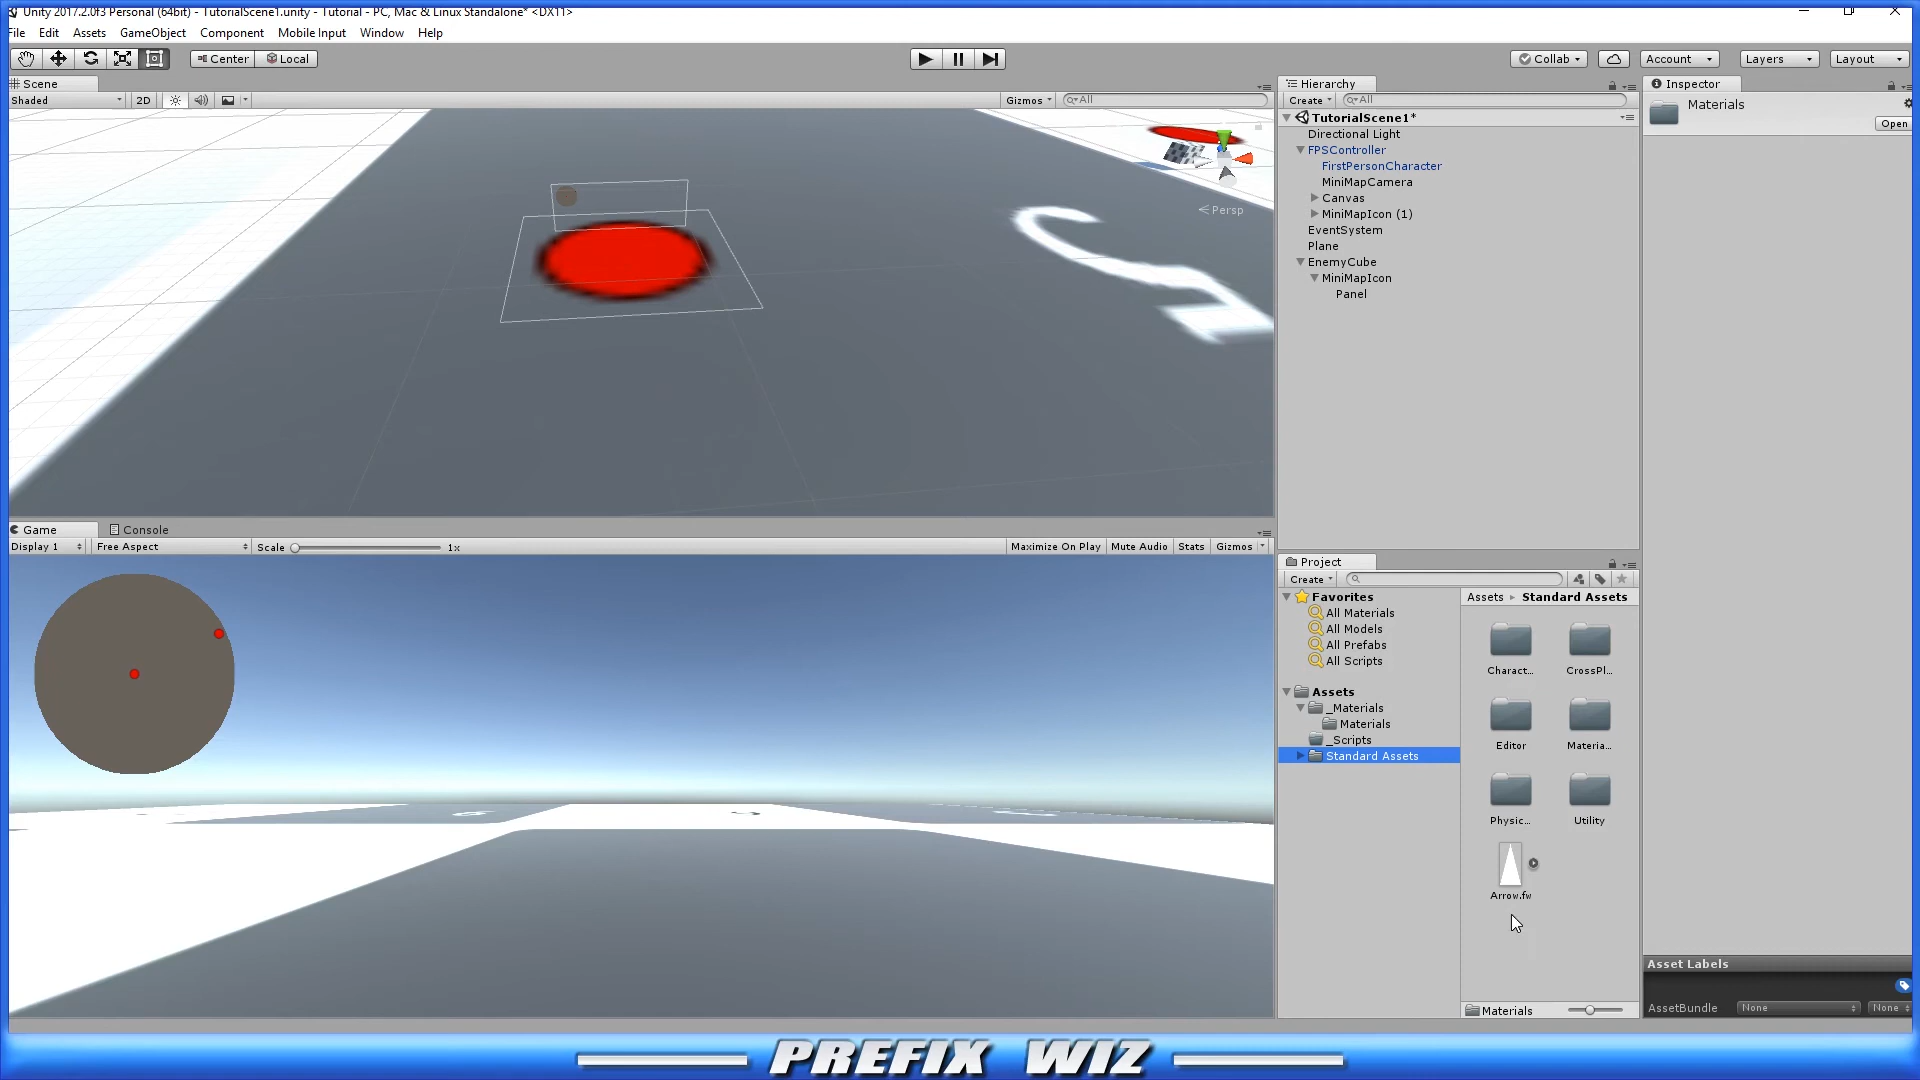 Unity 2017.2.0f3 Personal (64bit) - TutorialScene1.unity - Tutorial - PC, Mac & Linux Standalone* <DX11>
File Edit Assets GameObject Component Mobile Input Window Help
Center Local Collab Account Layers Layout
Scene
Shaded 2D Gizmos All
Persp
Hierarchy
Create All
TutorialScene1*
Directional Light
FPSController
FirstPersonCharacter
MiniMapCamera
Canvas
MiniMapIcon (1)
EventSystem
Plane
EnemyCube
MiniMapIcon
Panel
Inspector
Materials
Open
Game Console
Display 1 Free Aspect Scale 1x Maximize On Play Mute Audio Stats Gizmos
Project
Create
Favorites
All Materials
All Models
All Prefabs
All Scripts
Assets
_Materials
Materials
_Scripts
Standard Assets
Assets Standard Assets
Charact... CrossPl...
Editor Materia...
Physic... Utility
Arrow.fw
Materials
Asset Labels
AssetBundle None None
PREFIX WIZ